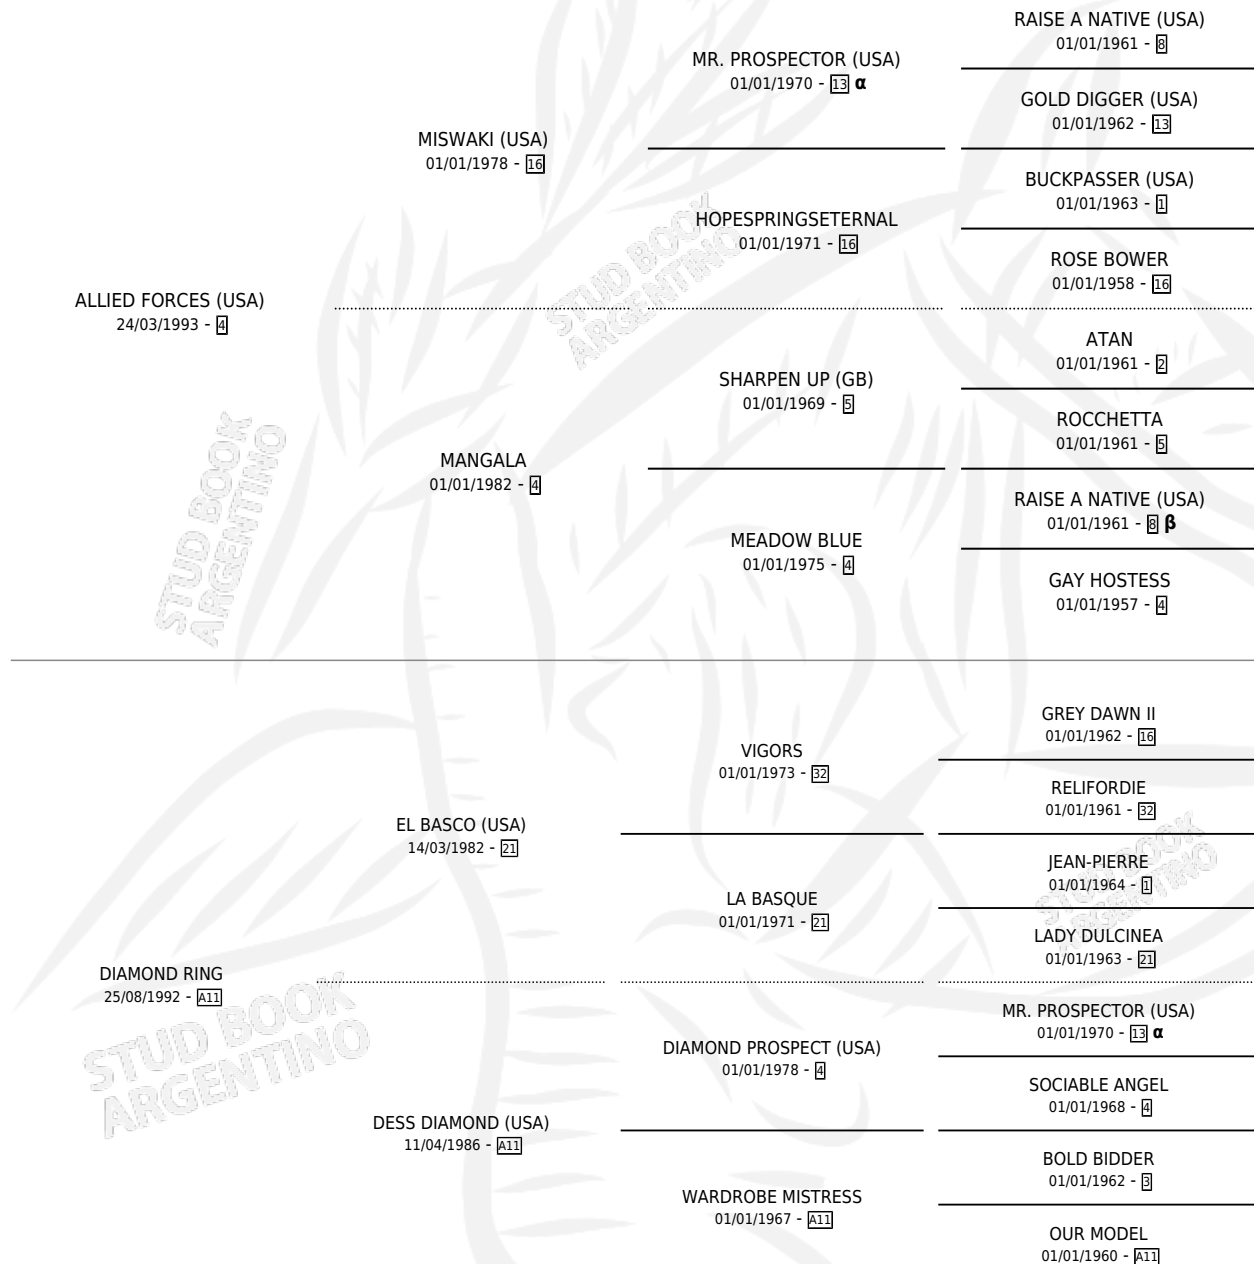 RAISE A NATIVE (USA)
01/01/1961 - 8
MR. PROSPECTOR (USA)
01/01/1970 - 13 α
GOLD DIGGER (USA)
01/01/1962 - 13
MISWAKI (USA)
01/01/1978 - 16
BUCKPASSER (USA)
01/01/1963 - 1
HOPESPRINGSETERNAL
01/01/1971 - 16
ROSE BOWER
01/01/1958 - 16
ALLIED FORCES (USA)
24/03/1993 - 4
ATAN
01/01/1961 - 2
SHARPEN UP (GB)
01/01/1969 - 5
ROCCHETTA
01/01/1961 - 5
MANGALA
01/01/1982 - 4
RAISE A NATIVE (USA)
01/01/1961 - 8 β
MEADOW BLUE
01/01/1975 - 4
GAY HOSTESS
01/01/1957 - 4
GREY DAWN II
01/01/1962 - 16
VIGORS
01/01/1973 - 32
RELIFORDIE
01/01/1961 - 32
EL BASCO (USA)
14/03/1982 - 21
JEAN-PIERRE
01/01/1964 - 1
LA BASQUE
01/01/1971 - 21
LADY DULCINEA
01/01/1963 - 21
DIAMOND RING
25/08/1992 - A11
MR. PROSPECTOR (USA)
01/01/1970 - 13 α
DIAMOND PROSPECT (USA)
01/01/1978 - 4
SOCIABLE ANGEL
01/01/1968 - 4
DESS DIAMOND (USA)
11/04/1986 - A11
BOLD BIDDER
01/01/1962 - 3
WARDROBE MISTRESS
01/01/1967 - A11
OUR MODEL
01/01/1960 - A11
STUD BOOK
ARGENTINO
STUD BOOK
ARGENTINO
STUD BOOK
ARGENTINO
STUD BOOK
ARGENTINO